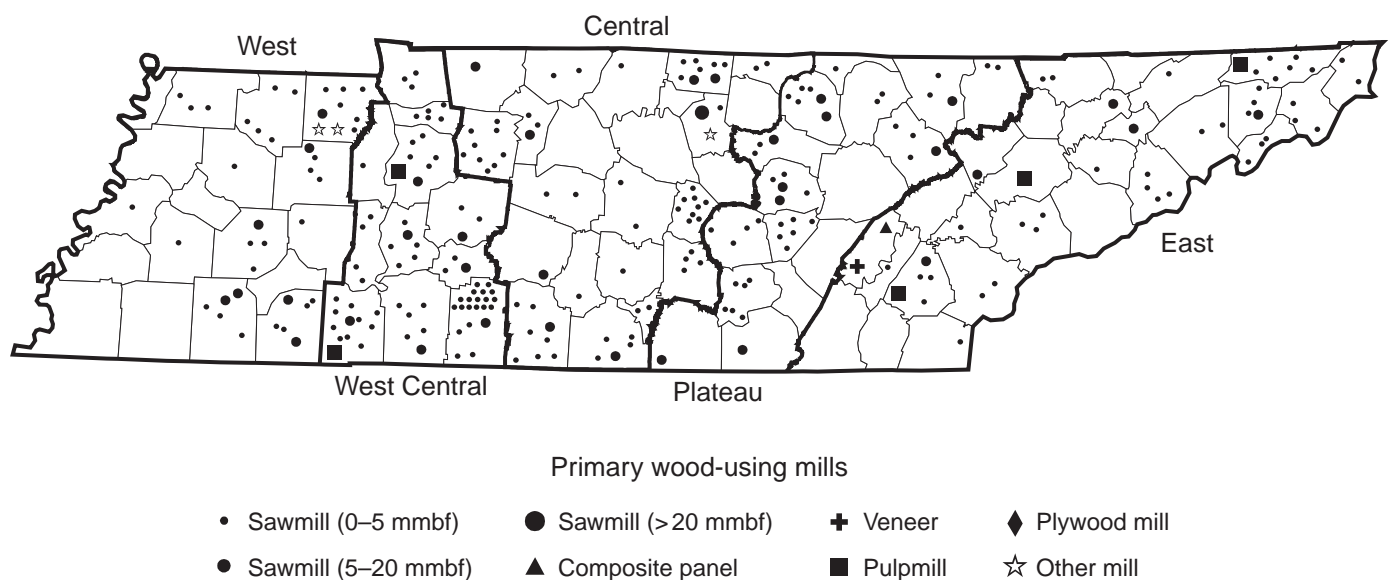 Central
West
East
West Central
Plateau
Primary wood-using mills
Sawmill (0–5 mmbf)
Sawmill (>20 mmbf)
Veneer
Plywood mill
Sawmill (5–20 mmbf)
Composite panel
Pulpmill
Other mill